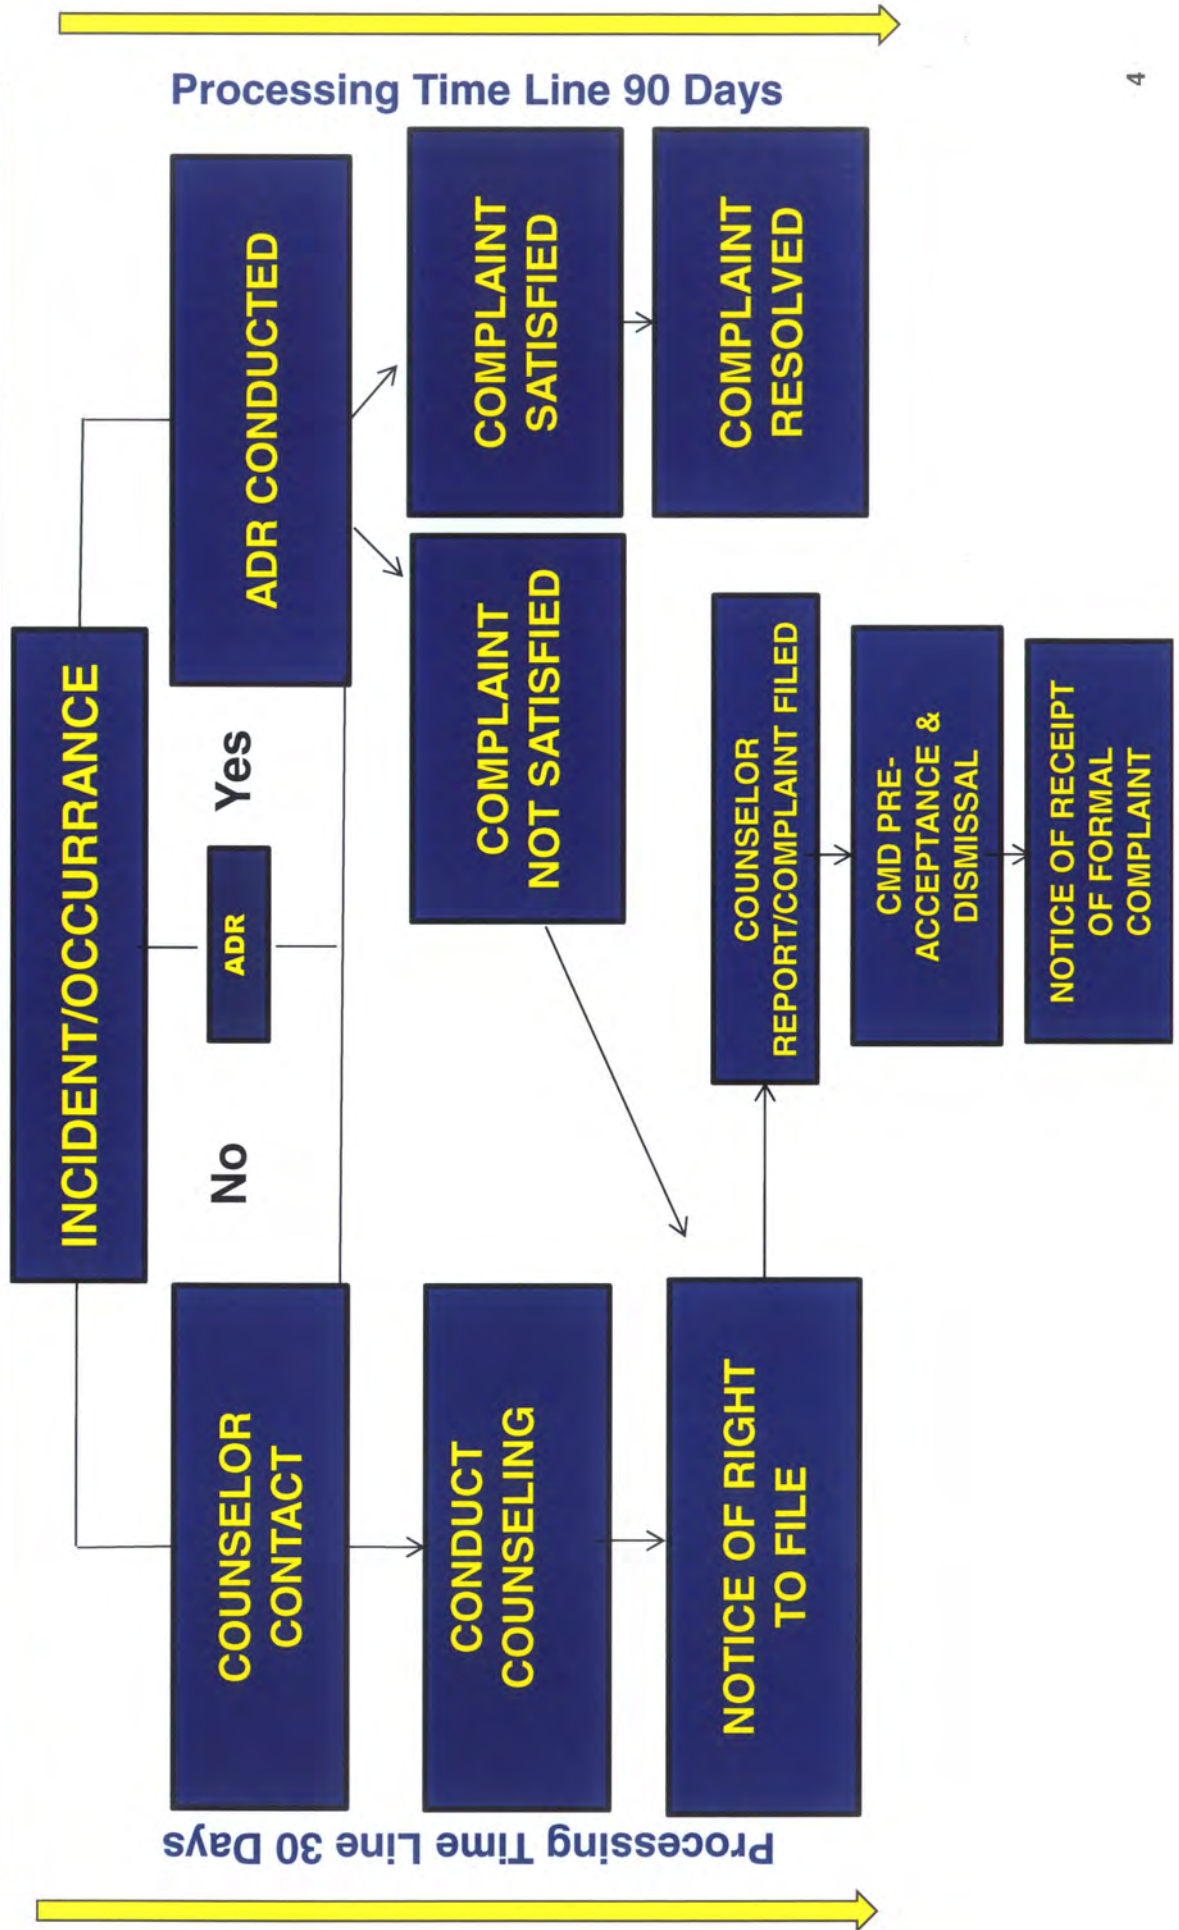 INCIDENT/OCCURRANCE
COUNSELOR
CONTACT
No
ADR
Yes
ADR CONDUCTED
CONDUCT
COUNSELING
COMPLAINT
NOT SATISFIED
COMPLAINT
SATISFIED
NOTICE OF RIGHT
TO FILE
COMPLAINT
RESOLVED
COUNSELOR
REPORT/COMPLAINT FILED
CMD PRE-
ACCEPTANCE &
DISMISSAL
NOTICE OF RECEIPT
OF FORMAL
COMPLAINT
Processing Time Line 30 Days
Processing Time Line 90 Days
4